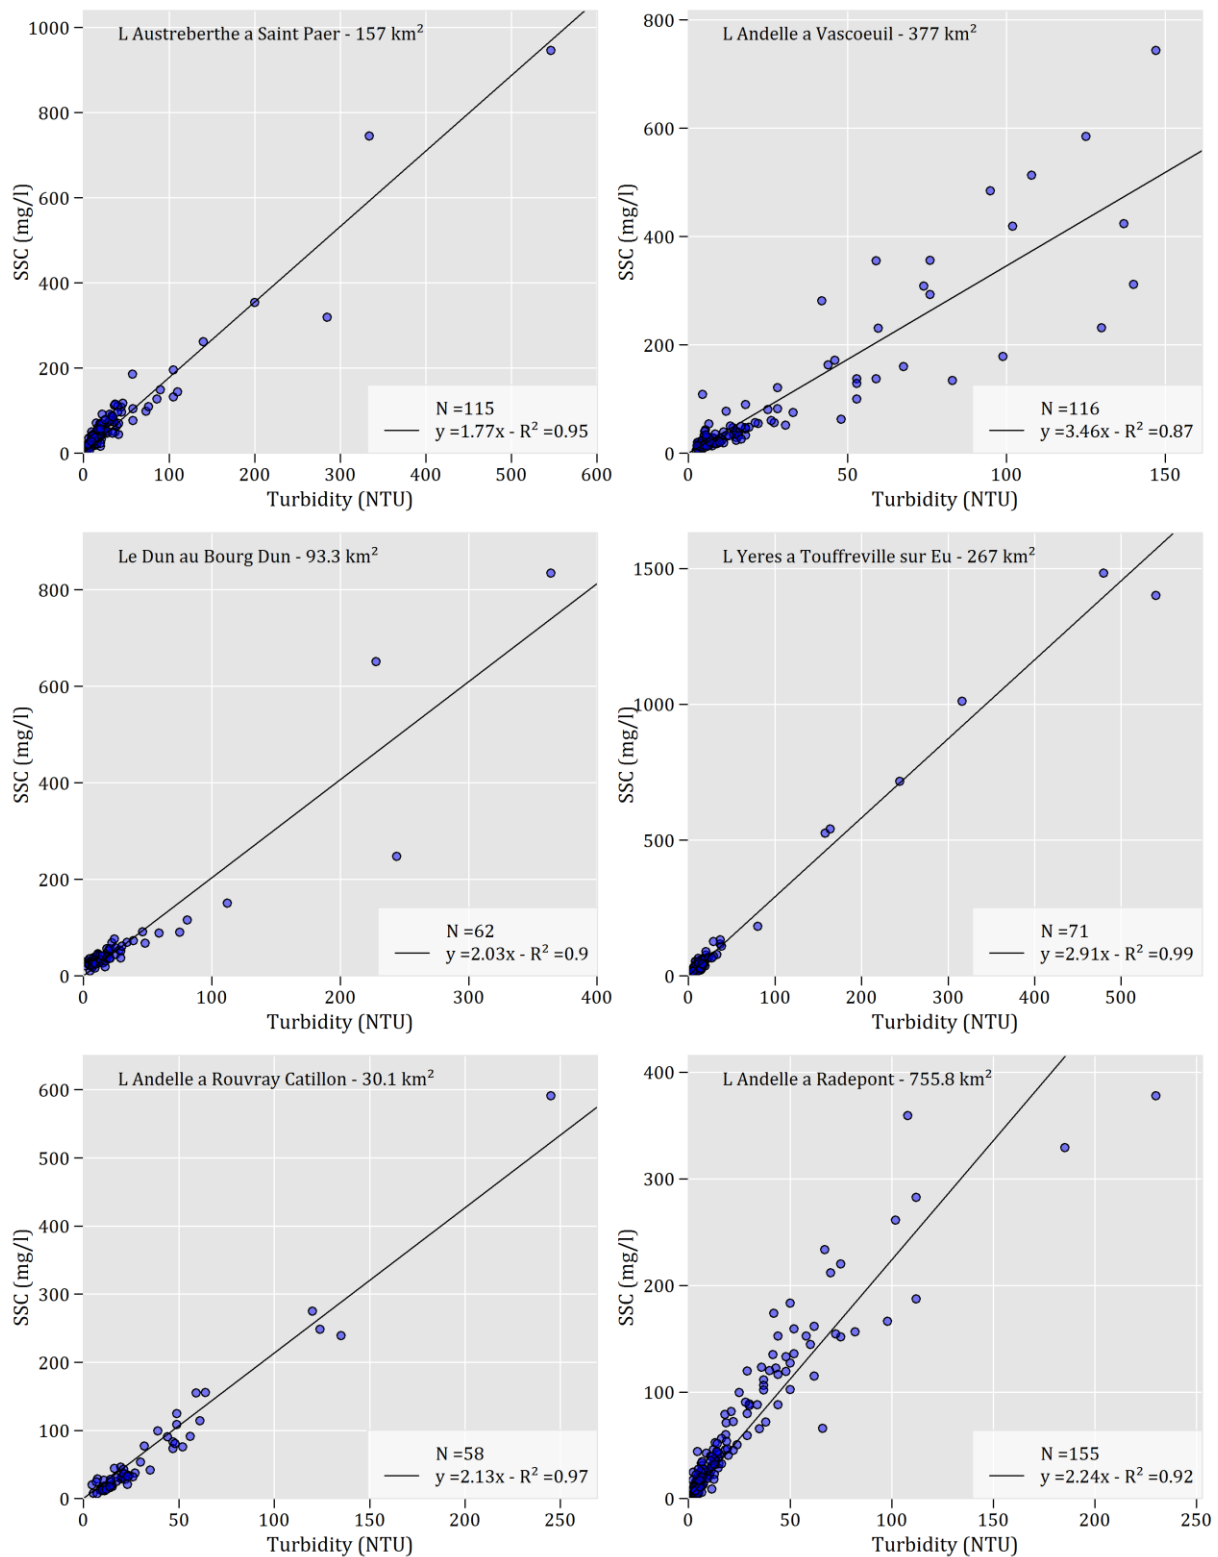 L Austreberthe a Saint Paer - 157 km²
1000
800
600
400
200
0
SSC (mg/l)
N =115
y =1.77x - R² =0.95
0 100 200 300 400 500 600
Turbidity (NTU)
L Andelle a Vascoeuil - 377 km²
800
600
400
200
0
SSC (mg/l)
N =116
y =3.46x - R² =0.87
50 100 150
Turbidity (NTU)
Le Dun au Bourg Dun - 93.3 km²
800
600
400
200
0
SSC (mg/l)
N =62
y =2.03x - R² =0.9
0 100 200 300 400
Turbidity (NTU)
L Yeres a Touffreville sur Eu - 267 km²
1500
1000
500
0
SSC (mg/l)
N =71
y =2.91x - R² =0.99
0 100 200 300 400 500
Turbidity (NTU)
L Andelle a Rouvray Catillon - 30.1 km²
600
500
400
300
200
100
0
SSC (mg/l)
N =58
y =2.13x - R² =0.97
0 50 100 150 200 250
Turbidity (NTU)
L Andelle a Radepont - 755.8 km²
400
300
200
100
0
SSC (mg/l)
N =155
y =2.24x - R² =0.92
0 50 100 150 200 250
Turbidity (NTU)